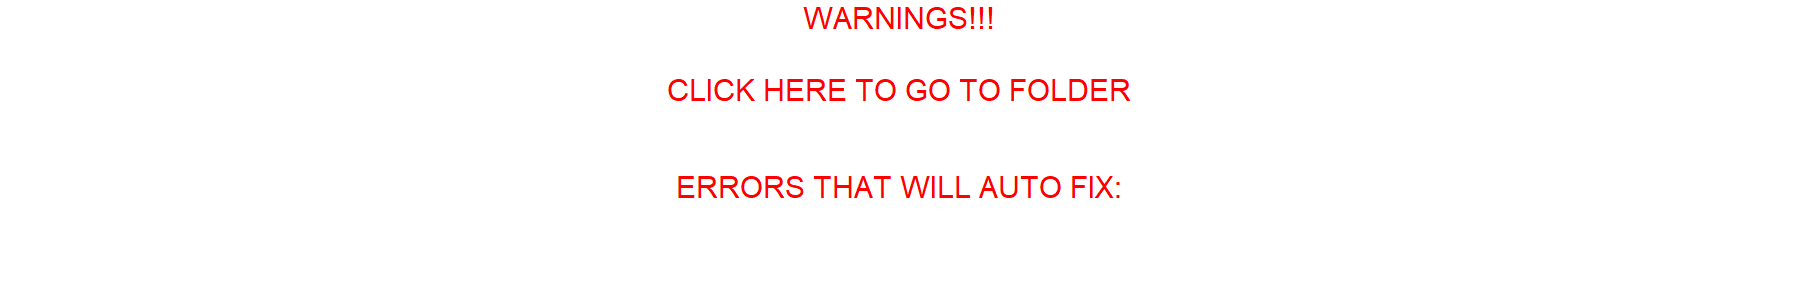 WARNINGS!!!
CLICK HERE TO GO TO FOLDER
ERRORS THAT WILL AUTO FIX: